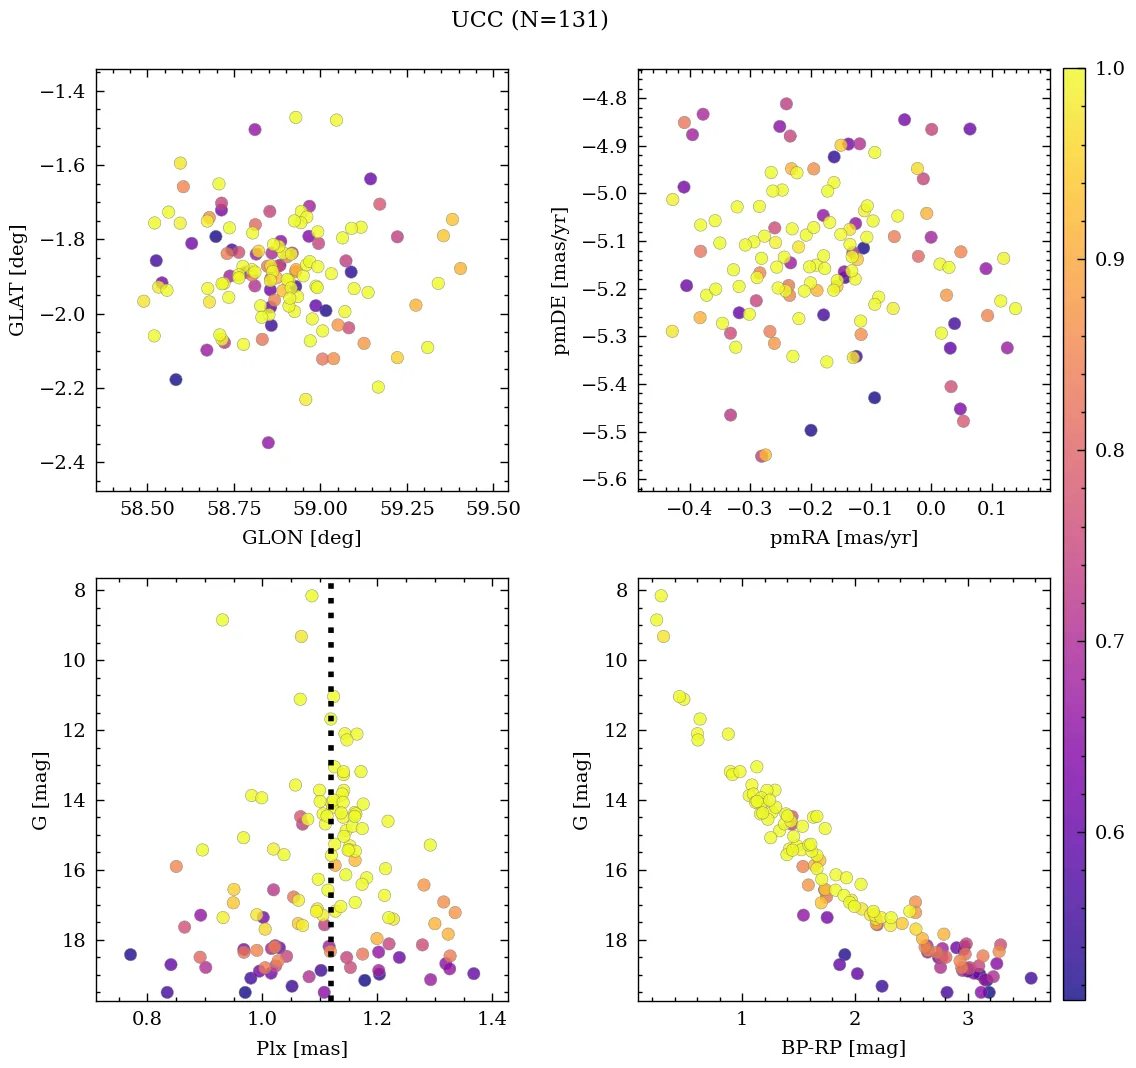 UCC (N=131)
−1.4
−1.6
−1.8
−2.0
−2.2
−2.4
GLAT [deg]
58.50 58.75 59.00 59.25 59.50
GLON [deg]
−4.8
−4.9
−5.0
−5.1
−5.2
−5.3
−5.4
−5.5
−5.6
pmDE [mas/yr]
−0.4 −0.3 −0.2 −0.1 0.0 0.1
pmRA [mas/yr]
8
10
12
14
16
18
G [mag]
0.8 1.0 1.2 1.4
Plx [mas]
8
10
12
14
16
18
G [mag]
1 2 3
BP-RP [mag]
1.0
0.9
0.8
0.7
0.6